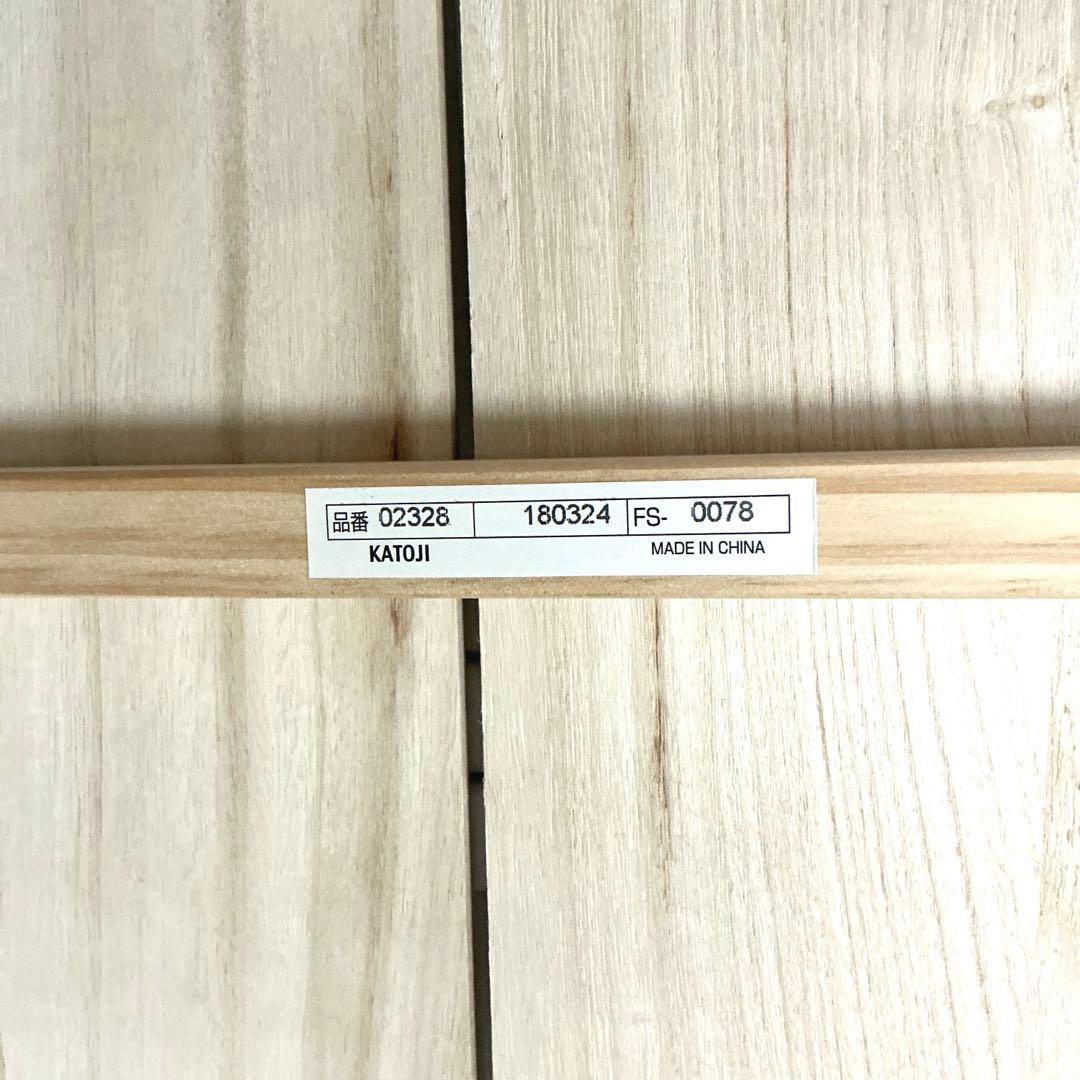 品番 02328 180324 FS- 0078
KATOJI MADE IN CHINA